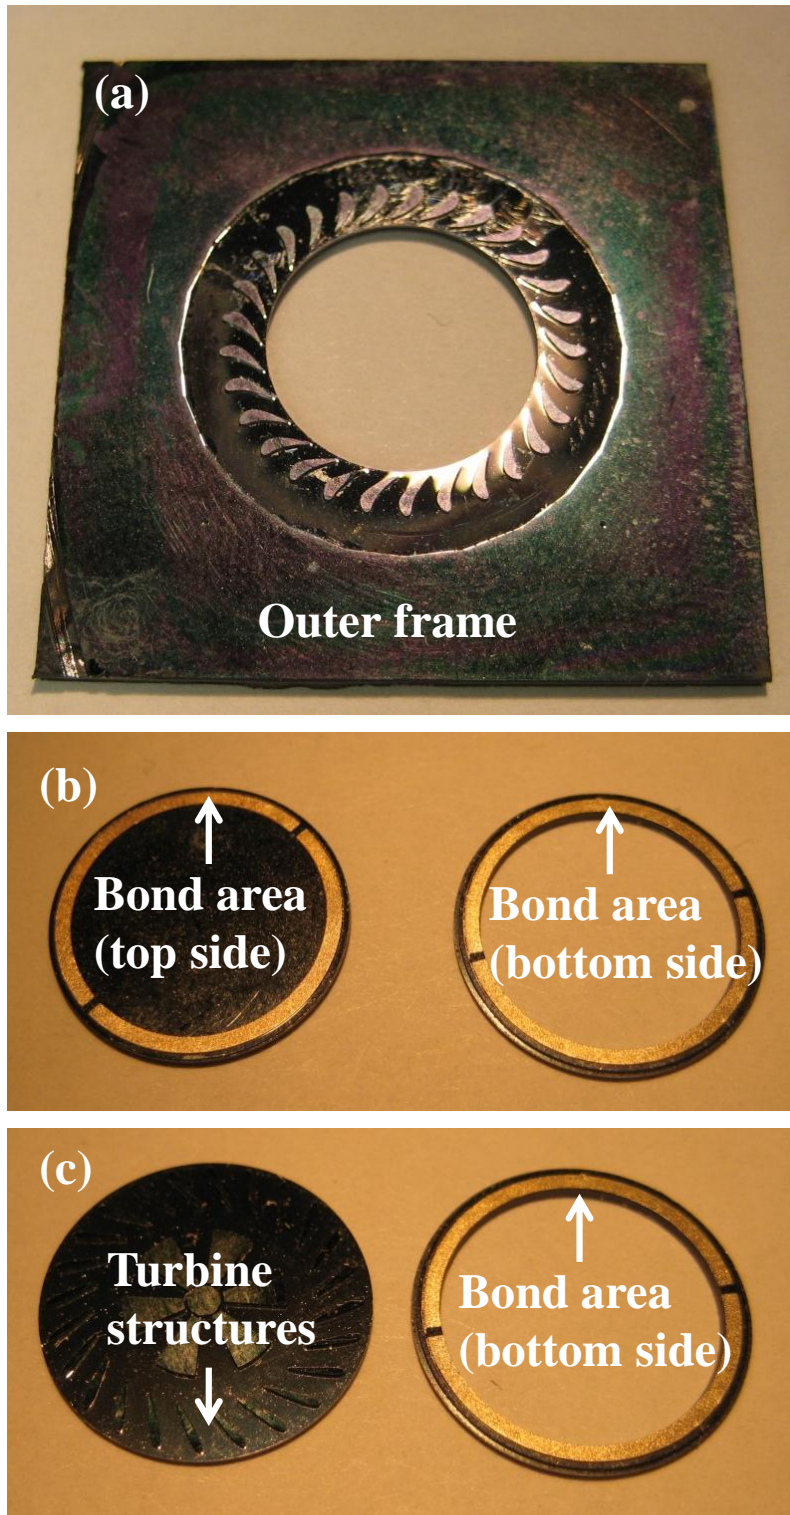 (a)
Outer frame
(b)
Bond area
(top side)
Bond area
(bottom side)
(c)
Turbine
structures
Bond area
(bottom side)